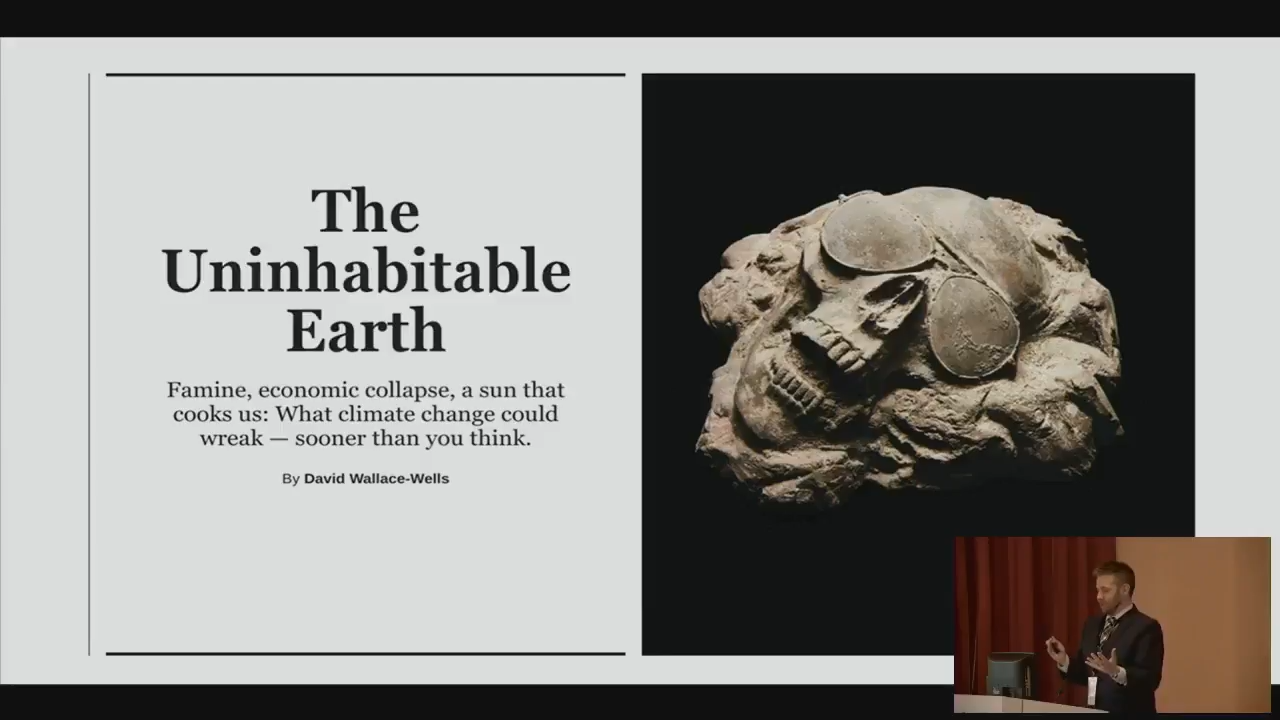 The
Uninhabitable
Earth
Famine, economic collapse, a sun that
cooks us: What climate change could
wreak — sooner than you think.
By David Wallace-Wells